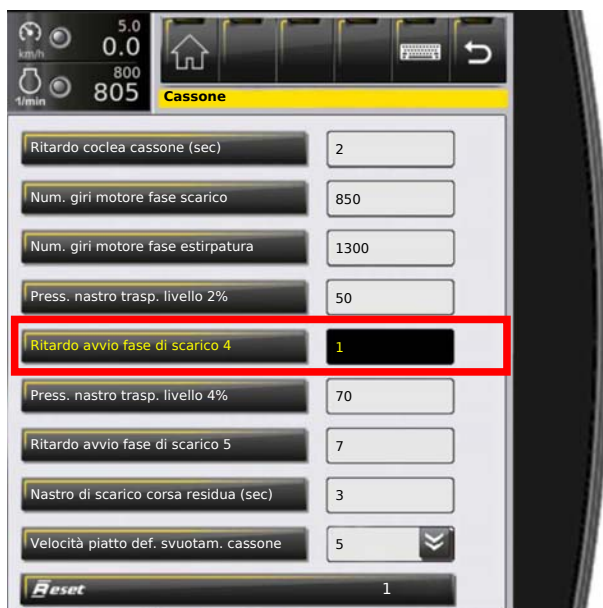 km/h
5.0
0.0
1/min
800
805
Cassone
Ritardo coclea cassone (sec)
2
Num. giri motore fase scarico
850
Num. giri motore fase estirpatura
1300
Press. nastro trasp. livello 2%
50
Ritardo avvio fase di scarico 4
1
Press. nastro trasp. livello 4%
70
Ritardo avvio fase di scarico 5
7
Nastro di scarico corsa residua (sec)
3
Velocità piatto def. svuotam. cassone
5
Reset
1